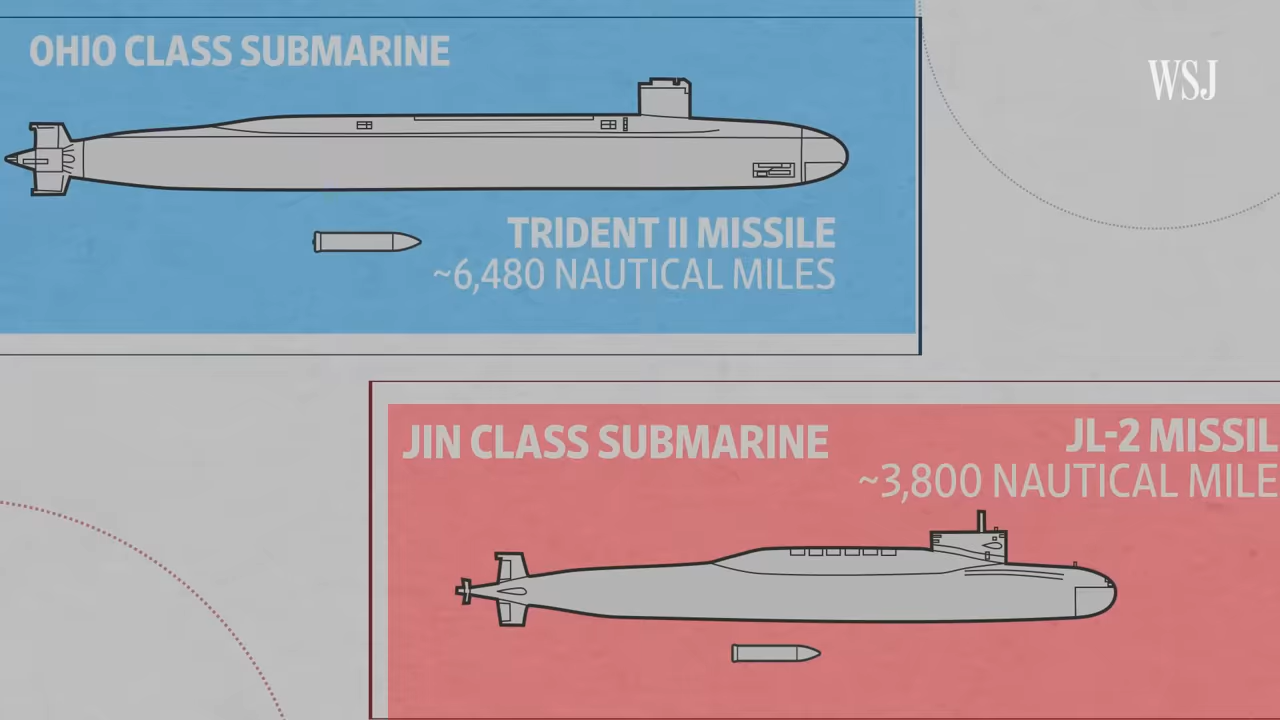 OHIO CLASS SUBMARINE
WSJ
TRIDENT II MISSILE
~6,480 NAUTICAL MILES
JIN CLASS SUBMARINE
JL-2 MISSIL
~3,800 NAUTICAL MILE